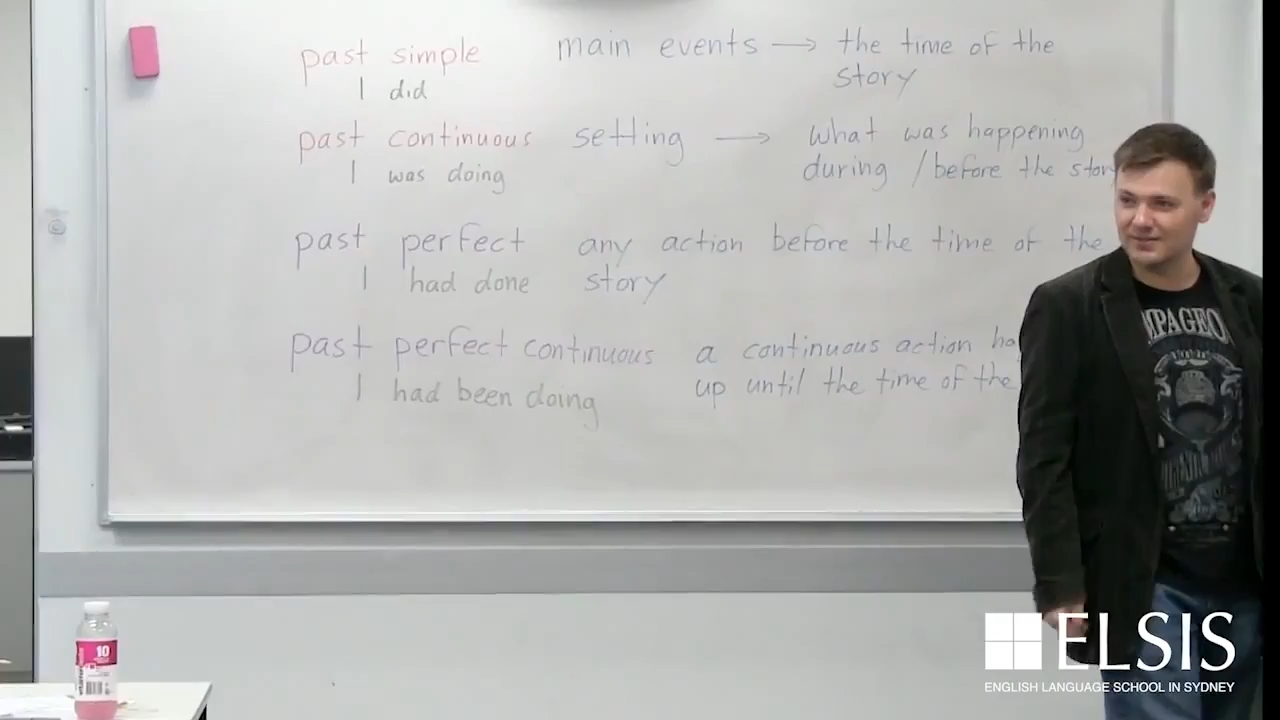 past simple main events → the time of the
I did story
past continuous setting → what was happening
I was doing during / before the story
past perfect any action before the time of the
I had done story
past perfect continuous a continuous action
I had been doing up until the time of the
MPAGEO
10
ELSIS
ENGLISH LANGUAGE SCHOOL IN SYDNEY